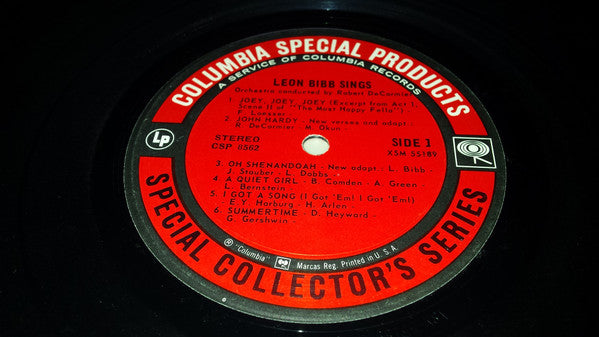 COLUMBIA SPECIAL PRODUCTS
A SERVICE OF COLUMBIA RECORDS
LEON BIBB SINGS
Orchestra conducted by Robert DaCormier
1. JOEY, JOEY, JOEY (Excerpt from Act 1,
Scene II of "The Most Happy Fella")
F. Loesser
2. JOHN HARDY - New verses and adapt.:
R. DaCormier - M. Okun
Lp
STEREO
CSP 8552
SIDE 1
XSM 55189
3. OH SHENANDOAH - New adapt.: L. Bibb -
J. Stauber - L. Dobbs
4. A QUIET GIRL - B. Comden - A. Green -
L. Bernstein
5. I GOT A SONG (I Got 'Em! I Got 'Em!)
E. Y. Harburg - H. Arlen
6. SUMMERTIME - D. Heyward -
G. Gershwin
® "Columbia" Marcas Reg. Printed in U.S.A.
SPECIAL COLLECTOR'S SERIES